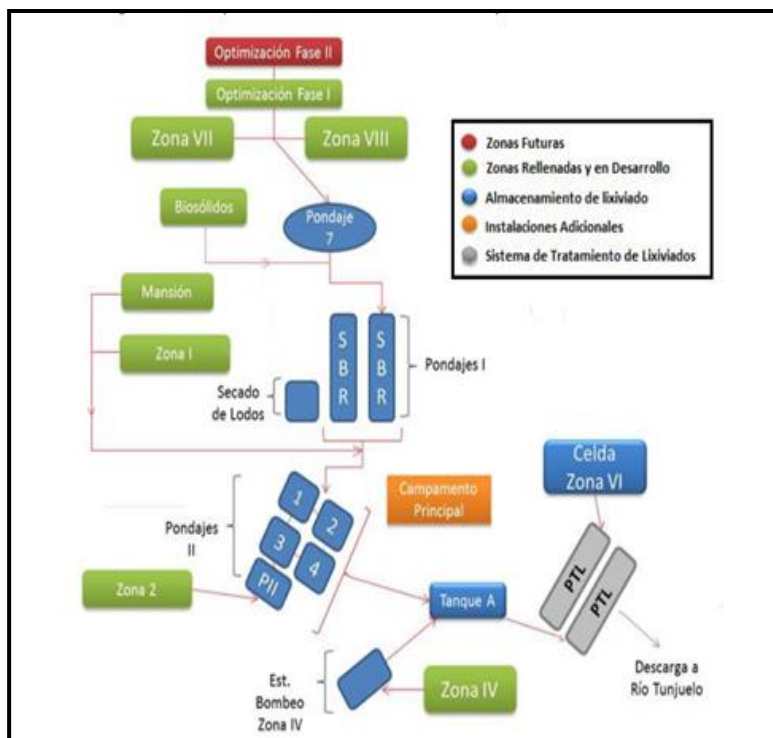 Optimización Fase II
Optimización Fase I
Zona VII
Zona VIII
Zonas Futuras
Zonas Rellenadas y en Desarrollo
Almacenamiento de lixiviado
Instalaciones Adicionales
Sistema de Tratamiento de Lixiviados
Biosólidos
Pondaje
7
Mansión
Zona I
S
B
R
S
B
R
Pondajes I
Secado
de Lodos
Celda
Zona VI
Campamento
Principal
Pondajes
II
1
2
3
4
PII
Zona 2
Tanque A
PTL
PTL
Est.
Bombeo
Zona IV
Zona IV
Descarga a
Río Tunjuelo